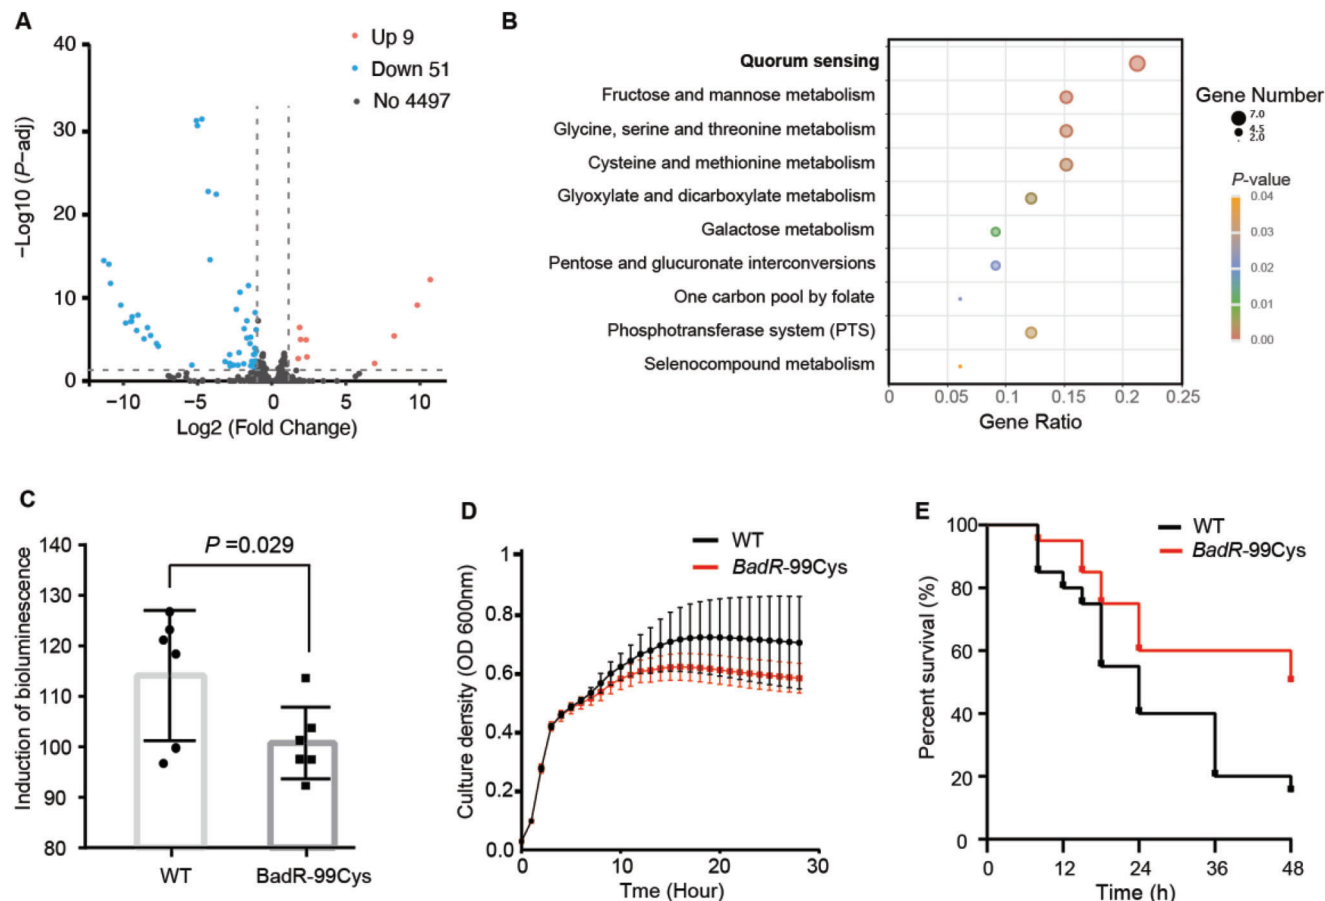 A
40
30
20
10
0
−Log10 (P−adj)
Up 9
Down 51
No 4497
−10
−5
0
5
10
Log2 (Fold Change)
B
Quorum sensing
Fructose and mannose metabolism
Glycine, serine and threonine metabolism
Cysteine and methionine metabolism
Glyoxylate and dicarboxylate metabolism
Galactose metabolism
Pentose and glucuronate interconversions
One carbon pool by folate
Phosphotransferase system (PTS)
Selenocompound metabolism
0
0.05
0.1
0.15
0.2
0.25
Gene Ratio
Gene Number
7.0
4.5
2.0
P-value
0.04
0.03
0.02
0.01
0.00
C
Induction of bioluminescence
140
130
120
110
100
90
80
P =0.029
WT
BadR-99Cys
D
Culture density (OD 600nm)
1
0.8
0.6
0.4
0.2
0.0
WT
BadR-99Cys
0
10
20
30
Tme (Hour)
E
Percent survival (%)
100
80
60
40
20
0
WT
BadR-99Cys
0
12
24
36
48
Time (h)